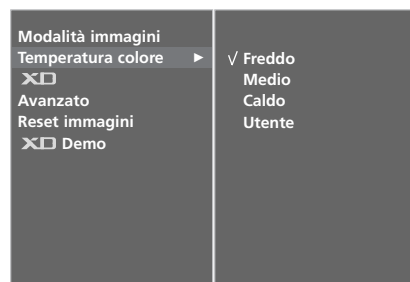 Modalità immagini
Temperatura colore ►
XD
Avanzato
Reset immagini
XD Demo
√ Freddo
Medio
Caldo
Utente